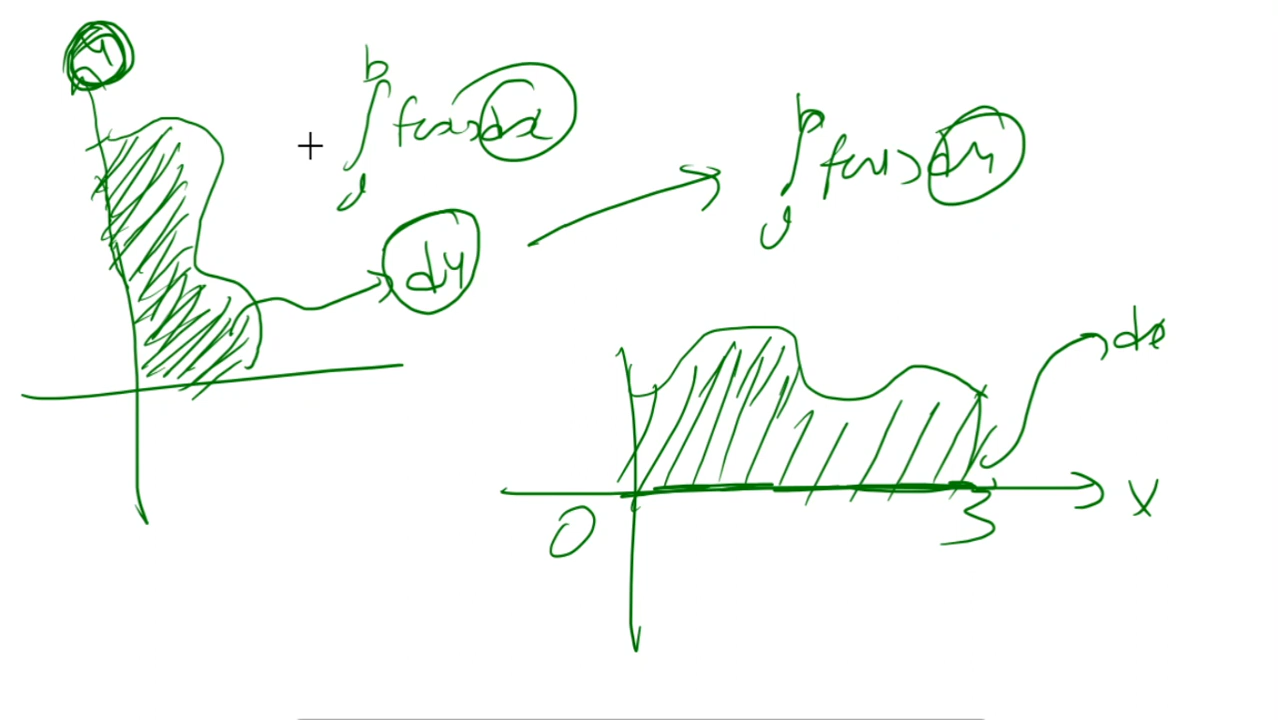 y
b
∫ f(x) dx
a
b
∫ f(y) dy
a
dy
dx
0
3
x